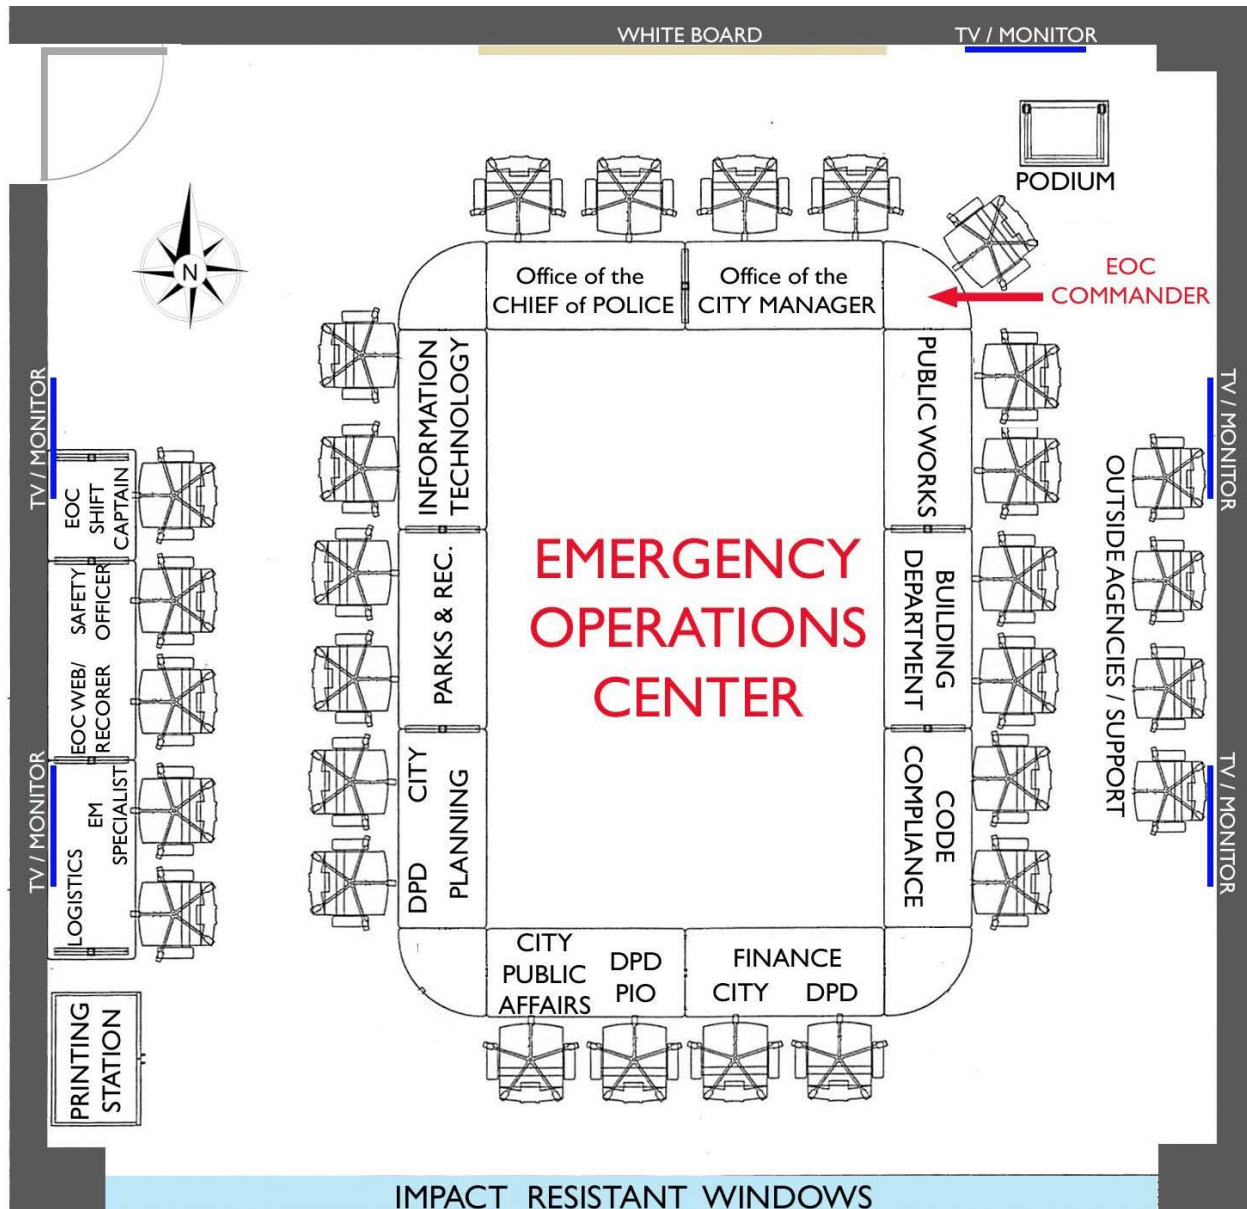 WHITE BOARD
TV / MONITOR
PODIUM
N
Office of the
CHIEF of POLICE
Office of the
CITY MANAGER
EOC
COMMANDER
INFORMATION
TECHNOLOGY
PUBLIC WORKS
TV / MONITOR
TV / MONITOR
EOC
SHIFT
CAPTAIN
OUTSIDE AGENCIES / SUPPORT
EMERGENCY
OPERATIONS
CENTER
PARKS & REC.
BUILDING
DEPARTMENT
SAFETY
OFFICER
EOC WEB/
RECORER
TV / MONITOR
EM
SPECIALIST
LOGISTICS
CITY
PLANNING
DPD
CODE
COMPLIANCE
TV / MONITOR
CITY
PUBLIC
AFFAIRS
DPD
PIO
FINANCE
CITY DPD
PRINTING
STATION
IMPACT RESISTANT WINDOWS